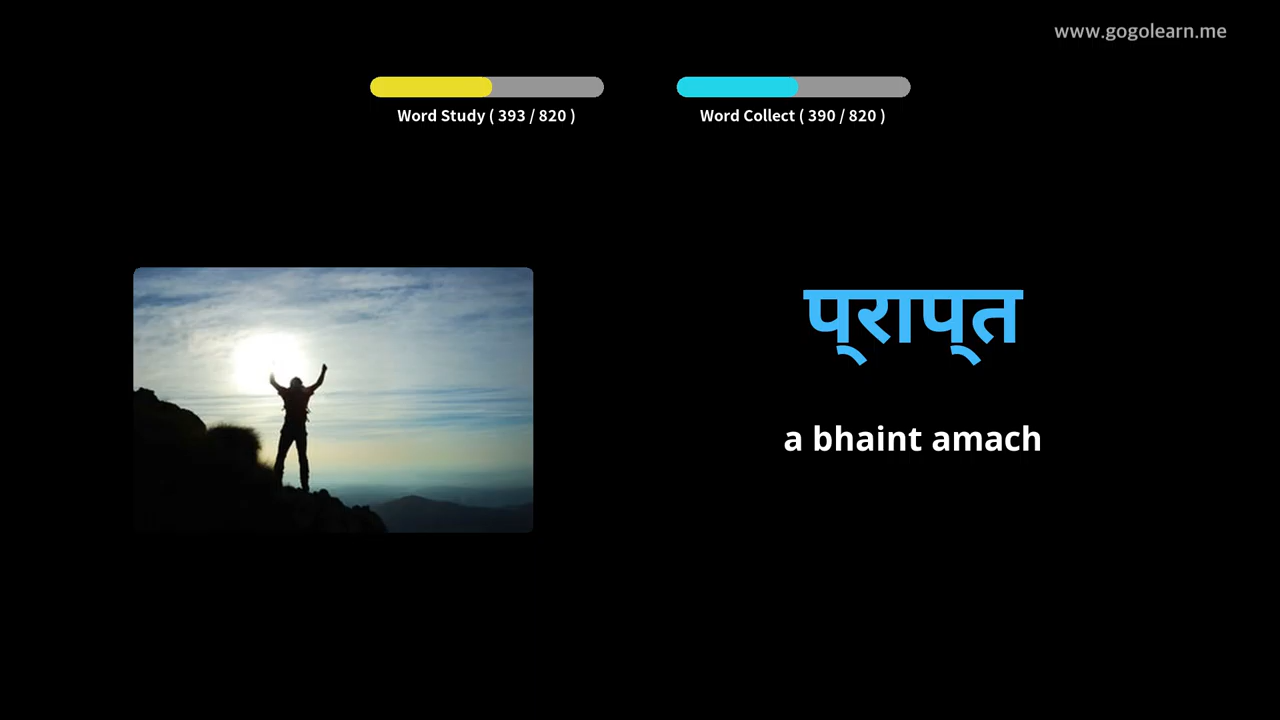 www.gogolearn.me
Word Study ( 393 / 820 )
Word Collect ( 390 / 820 )
प्राप्त
a bhaint amach